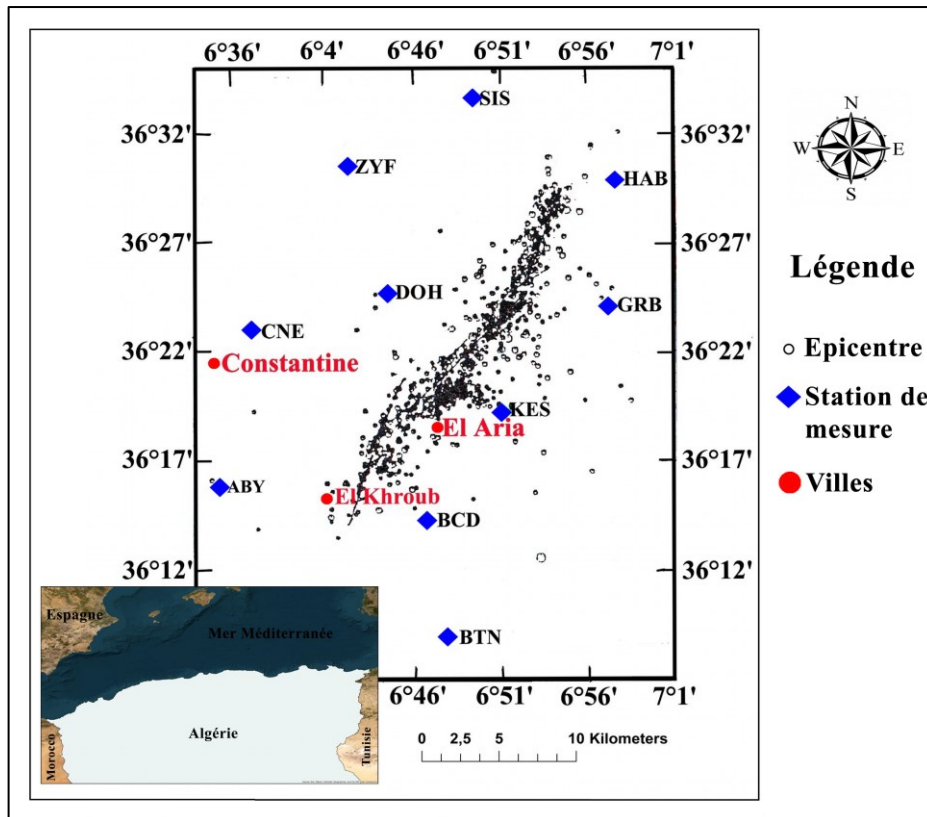 6°36' 6°4' 6°46' 6°51' 6°56' 7°1'
SIS
36°32' 36°32'
ZYF
HAB
N
W E
S
36°27' 36°27'
Légende
DOH
GRB
CNE
36°22' 36°22'
Constantine
Epicentre
KES
Station de
mesure
El Aria
36°17' 36°17'
ABY
El Khroub
Villes
BCD
36°12' 36°12'
Espagne
Mer Méditerranée
BTN
Algérie
Morocco
Tunisie
6°46' 6°51' 6°56' 7°1'
0 2,5 5 10 Kilometers